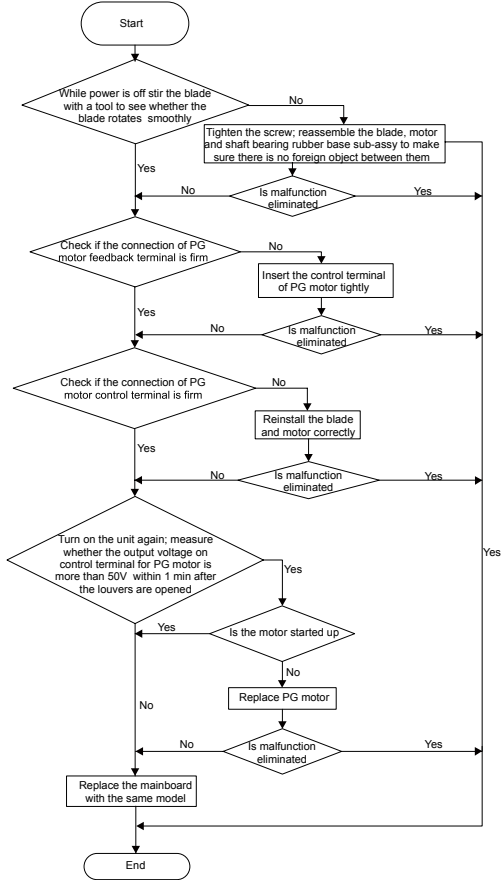 Start
While power is off stir the blade
with a tool to see whether the
blade rotates smoothly
No
Tighten the screw; reassemble the blade, motor
and shaft bearing rubber base sub-assy to make
sure there is no foreign object between them
Yes
No
Is malfunction
eliminated
Yes
Check if the connection of PG
motor feedback terminal is firm
No
Insert the control terminal
of PG motor tightly
Yes
No
Is malfunction
eliminated
Yes
Check if the connection of PG
motor control terminal is firm
No
Reinstall the blade
and motor correctly
Yes
No
Is malfunction
eliminated
Yes
Turn on the unit again; measure
whether the output voltage on
control terminal for PG motor is
more than 50V within 1 min after
the louvers are opened
Yes
Yes
Yes
Is the motor started up
No
Replace PG motor
No
No
Is malfunction
eliminated
Yes
Replace the mainboard
with the same model
End